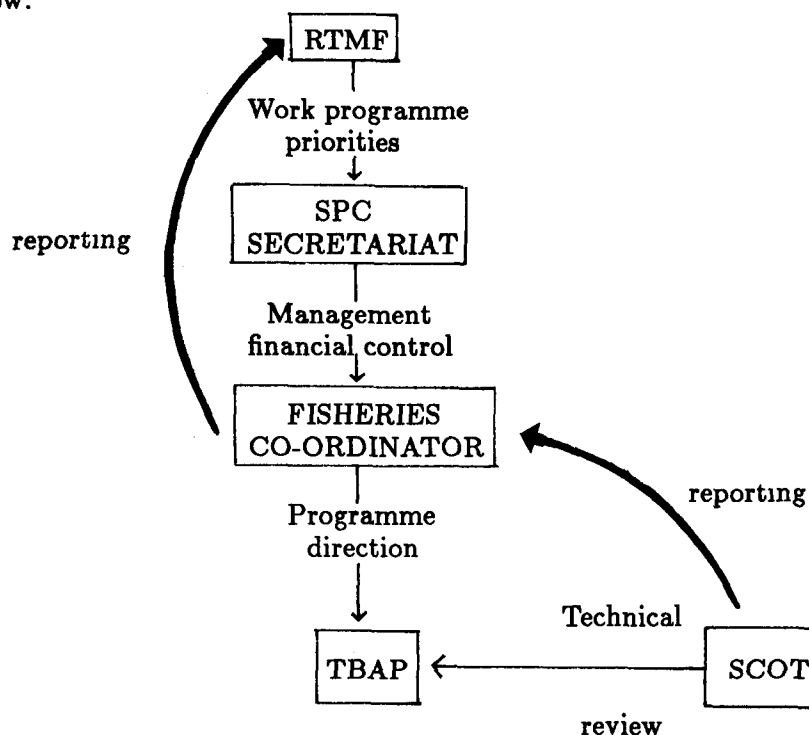 RTMF
Work programme
priorities
SPC
SECRETARIAT
reporting
Management
financial control
FISHERIES
CO-ORDINATOR
reporting
Programme
direction
Technical
TBAP
SCOT
review